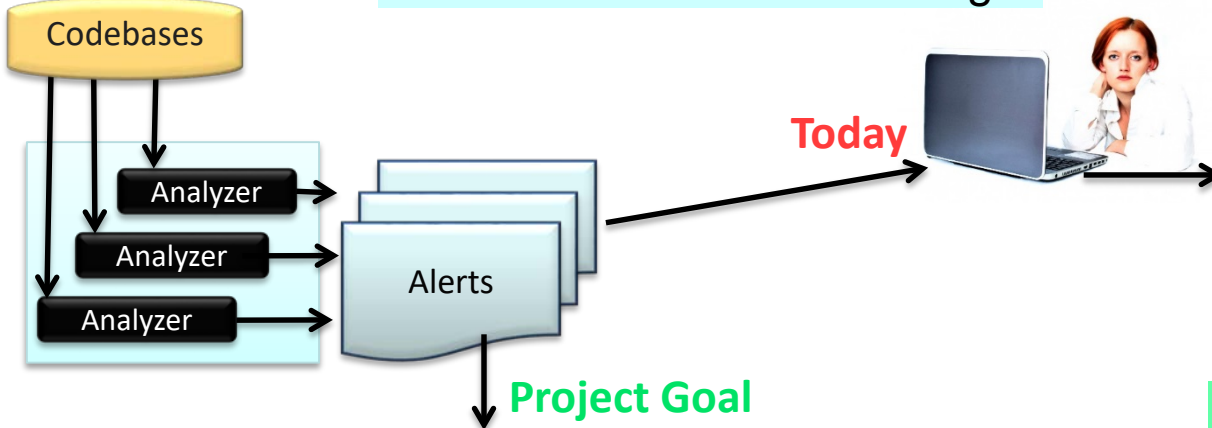 Codebases
Today
Analyzer
Analyzer
Alerts
Analyzer
Project Goal